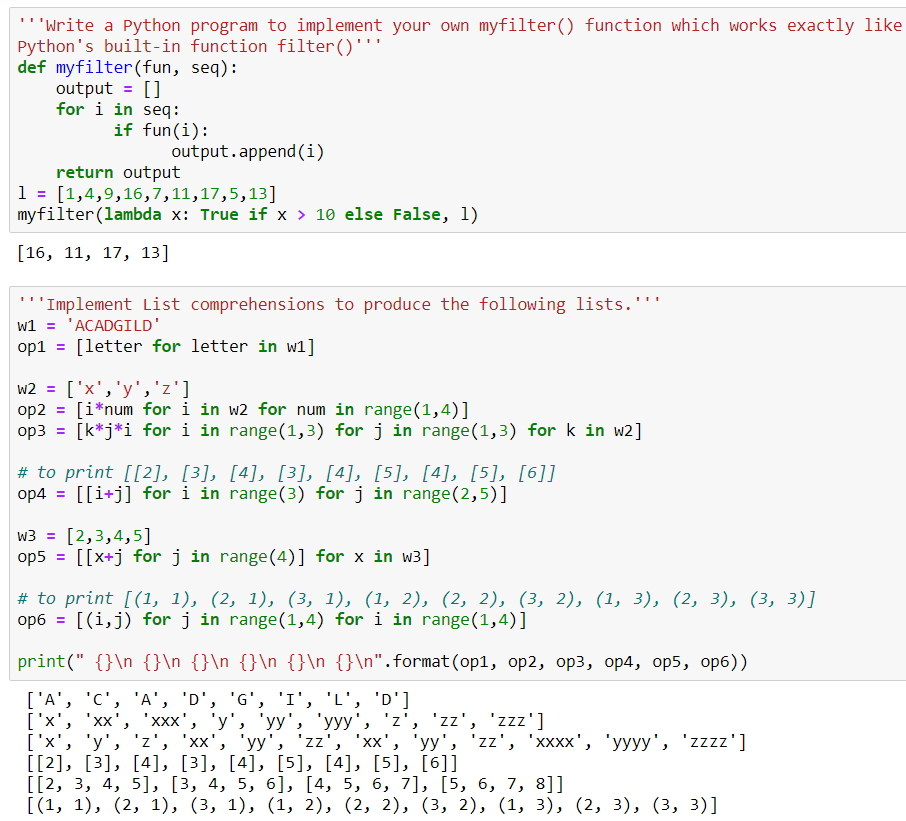 '''Write a Python program to implement your own myfilter() function which works exactly like
Python's built-in function filter()'''
def myfilter(fun, seq):
    output = []
    for i in seq:
          if fun(i):
                output.append(i)
    return output
l = [1,4,9,16,7,11,17,5,13]
myfilter(lambda x: True if x > 10 else False, l)
[16, 11, 17, 13]
'''Implement List comprehensions to produce the following lists.'''
w1 = 'ACADGILD'
op1 = [letter for letter in w1]
w2 = ['x','y','z']
op2 = [i*num for i in w2 for num in range(1,4)]
op3 = [k*j*i for i in range(1,3) for j in range(1,3) for k in w2]
# to print [[2], [3], [4], [3], [4], [5], [4], [5], [6]]
op4 = [[i+j] for i in range(3) for j in range(2,5)]
w3 = [2,3,4,5]
op5 = [[x+j for j in range(4)] for x in w3]
# to print [(1, 1), (2, 1), (3, 1), (1, 2), (2, 2), (3, 2), (1, 3), (2, 3), (3, 3)]
op6 = [(i,j) for j in range(1,4) for i in range(1,4)]
print(" {}\n {}\n {}\n {}\n {}\n {}\n".format(op1, op2, op3, op4, op5, op6))
['A', 'C', 'A', 'D', 'G', 'I', 'L', 'D']
['x', 'xx', 'xxx', 'y', 'yy', 'yyy', 'z', 'zz', 'zzz']
['x', 'y', 'z', 'xx', 'yy', 'zz', 'xx', 'yy', 'zz', 'xxxx', 'yyyy', 'zzzz']
[[2], [3], [4], [3], [4], [5], [4], [5], [6]]
[[2, 3, 4, 5], [3, 4, 5, 6], [4, 5, 6, 7], [5, 6, 7, 8]]
[(1, 1), (2, 1), (3, 1), (1, 2), (2, 2), (3, 2), (1, 3), (2, 3), (3, 3)]